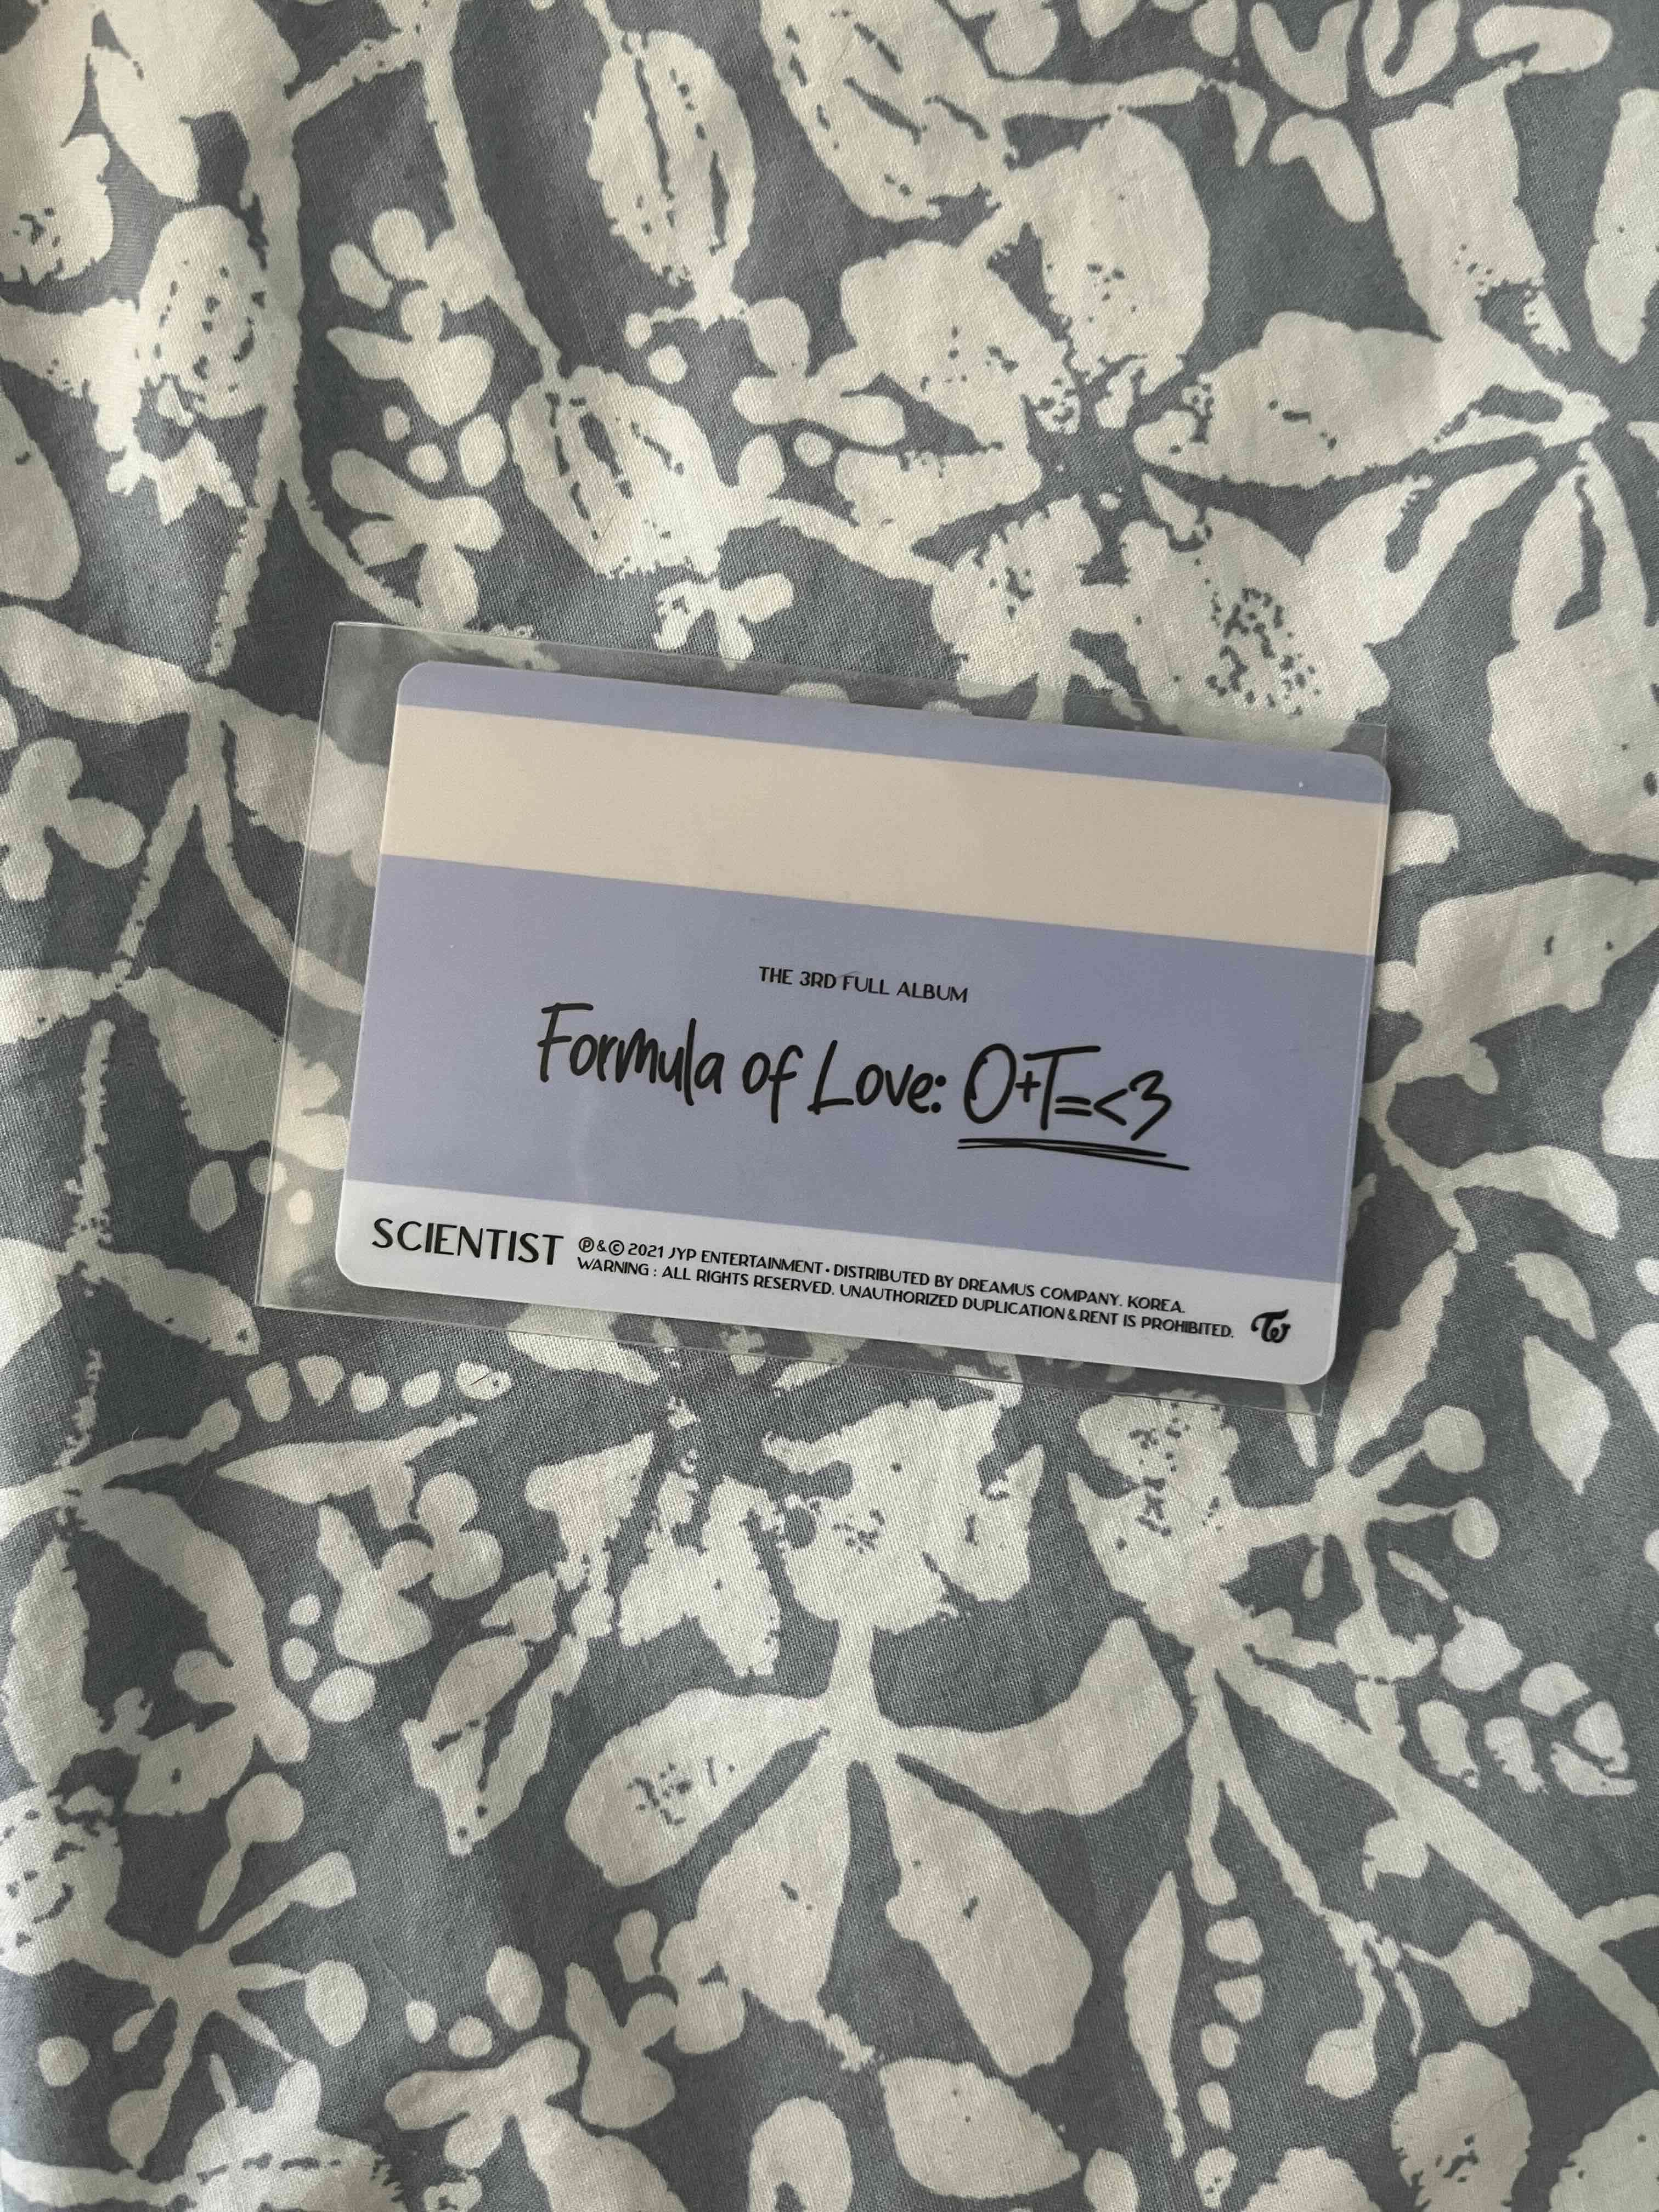 THE 3RD FULL ALBUM
Formula of Love: O+T=<3
SCIENTIST
℗&© 2021 JYP ENTERTAINMENT • DISTRIBUTED BY DREAMUS COMPANY. KOREA.
WARNING : ALL RIGHTS RESERVED. UNAUTHORIZED DUPLICATION & RENT IS PROHIBITED.